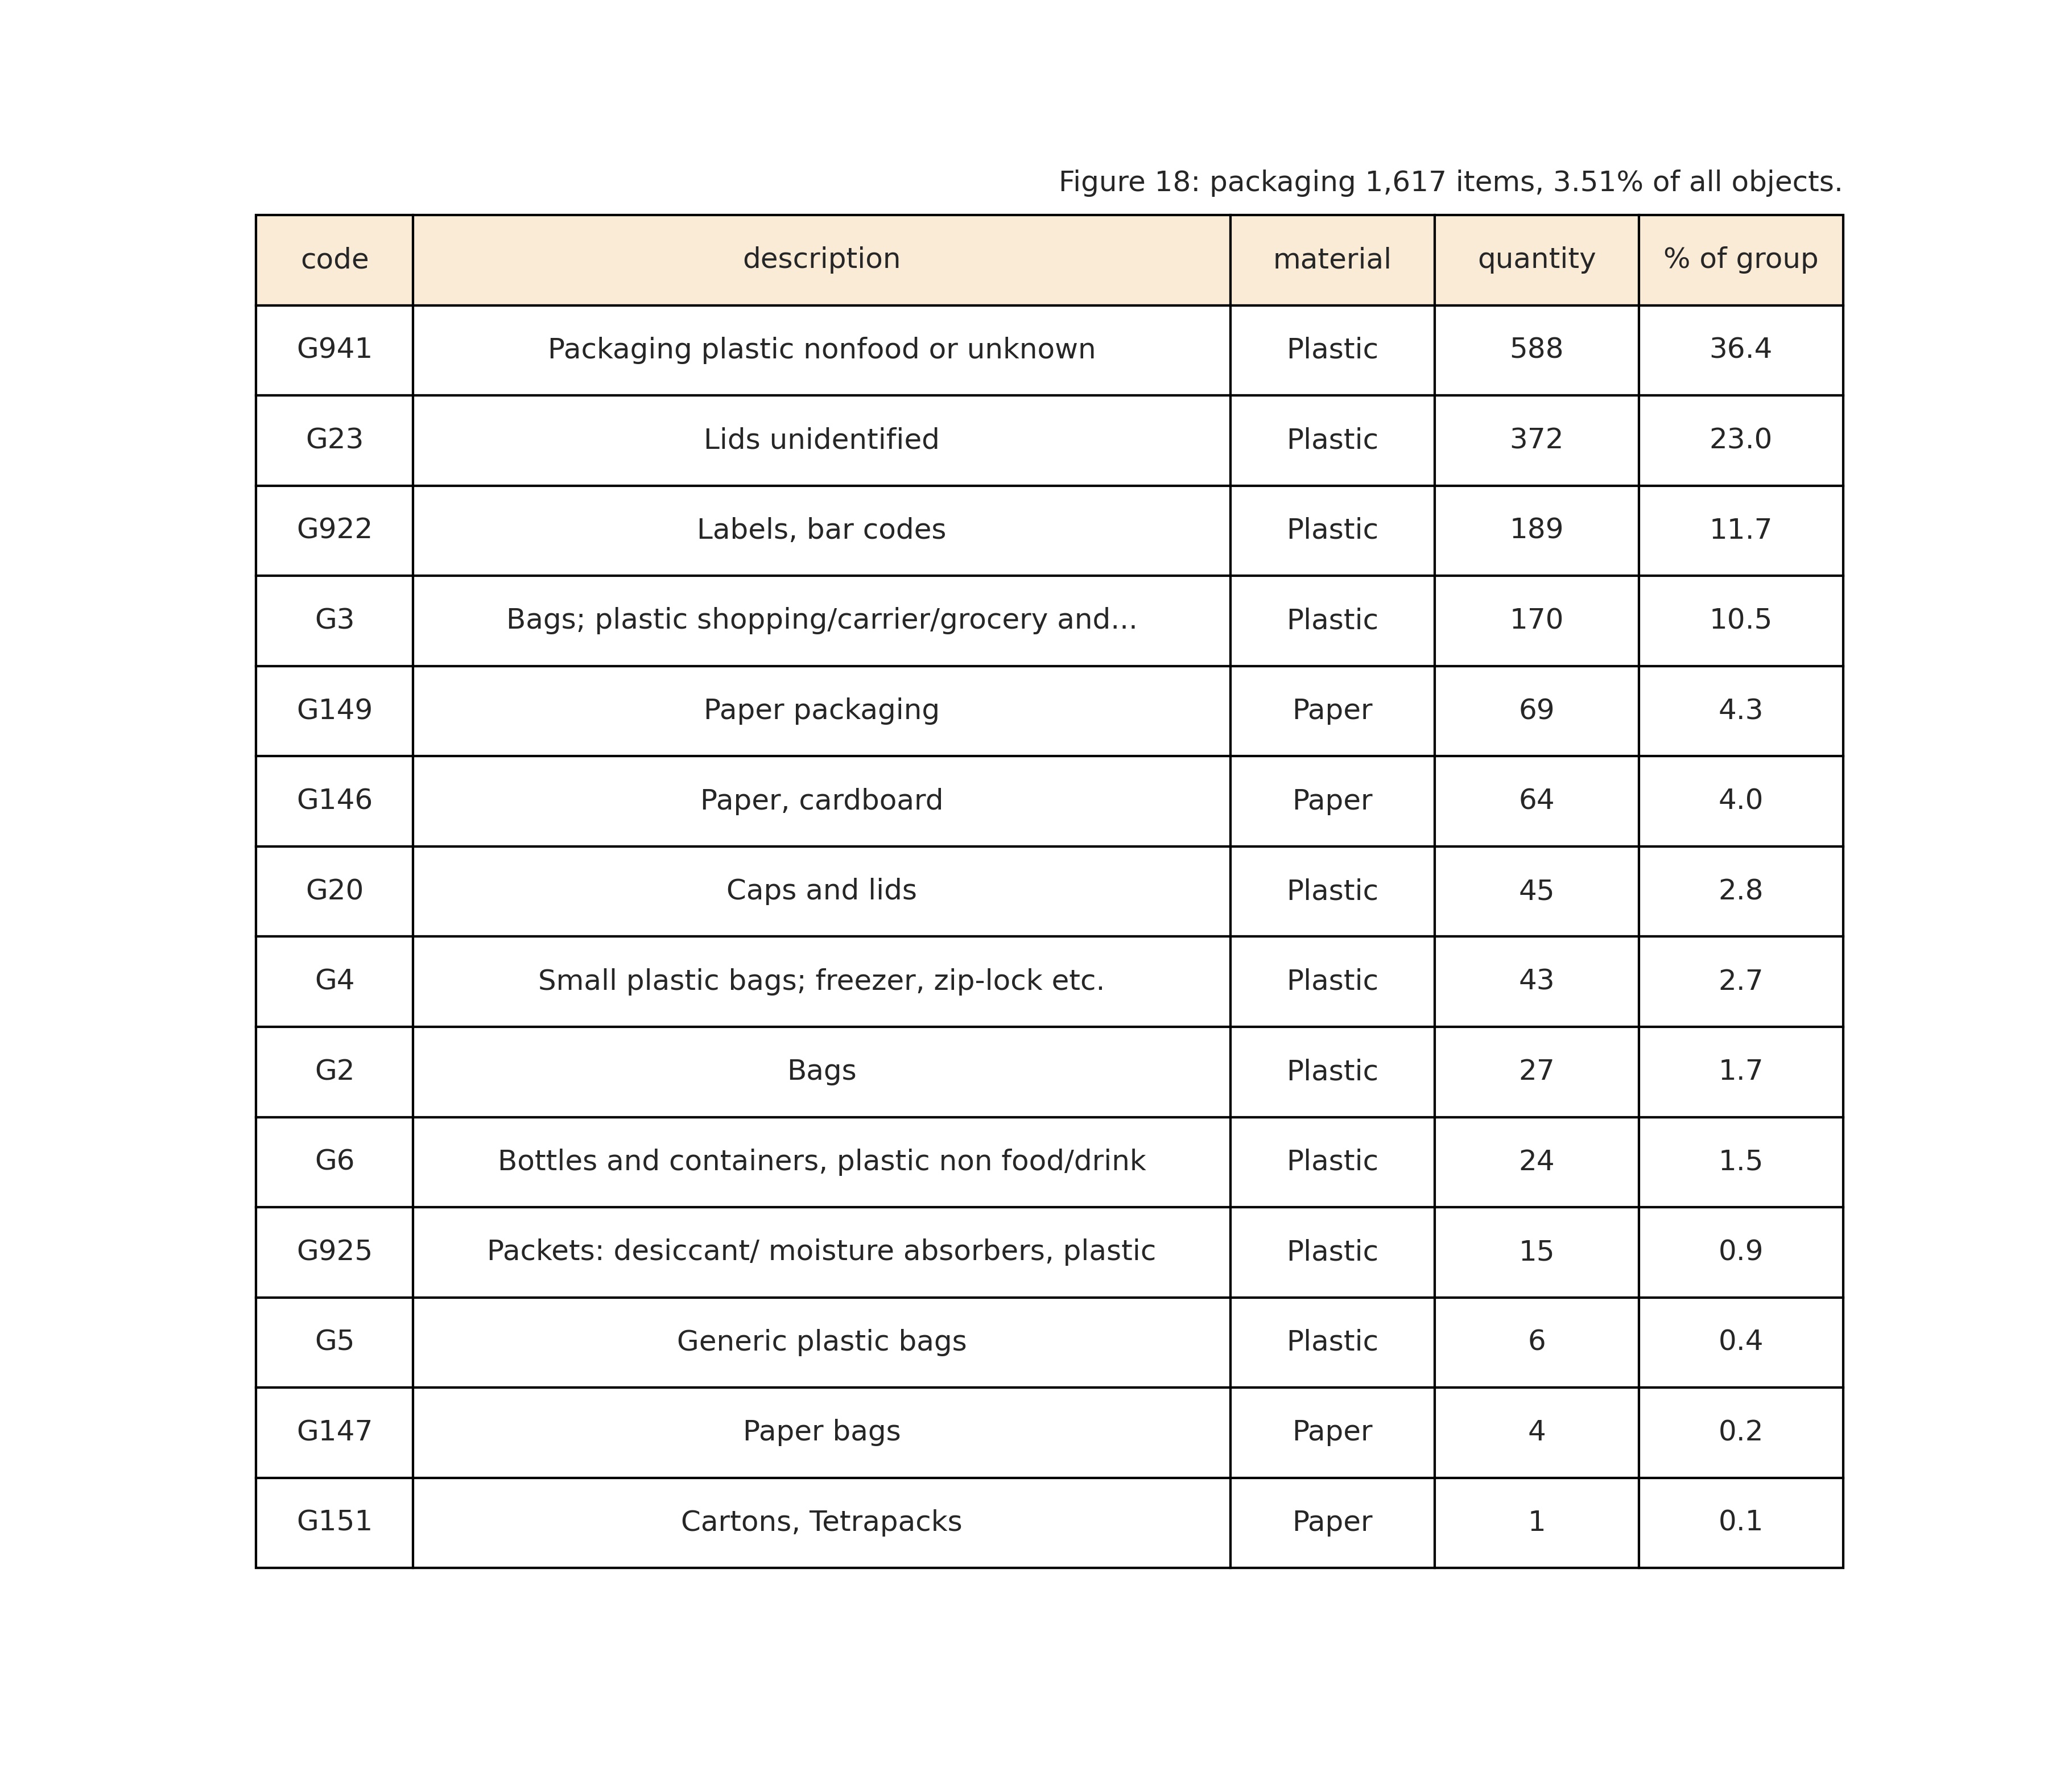 Figure 18: packaging 1,617 items, 3.51% of all objects.
code description material quantity % of group
G941 Packaging plastic nonfood or unknown Plastic 588 36.4
G23 Lids unidentified Plastic 372 23.0
G922 Labels, bar codes Plastic 189 11.7
G3 Bags; plastic shopping/carrier/grocery and... Plastic 170 10.5
G149 Paper packaging Paper 69 4.3
G146 Paper, cardboard Paper 64 4.0
G20 Caps and lids Plastic 45 2.8
G4 Small plastic bags; freezer, zip-lock etc. Plastic 43 2.7
G2 Bags Plastic 27 1.7
G6 Bottles and containers, plastic non food/drink Plastic 24 1.5
G925 Packets: desiccant/ moisture absorbers, plastic Plastic 15 0.9
G5 Generic plastic bags Plastic 6 0.4
G147 Paper bags Paper 4 0.2
G151 Cartons, Tetrapacks Paper 1 0.1